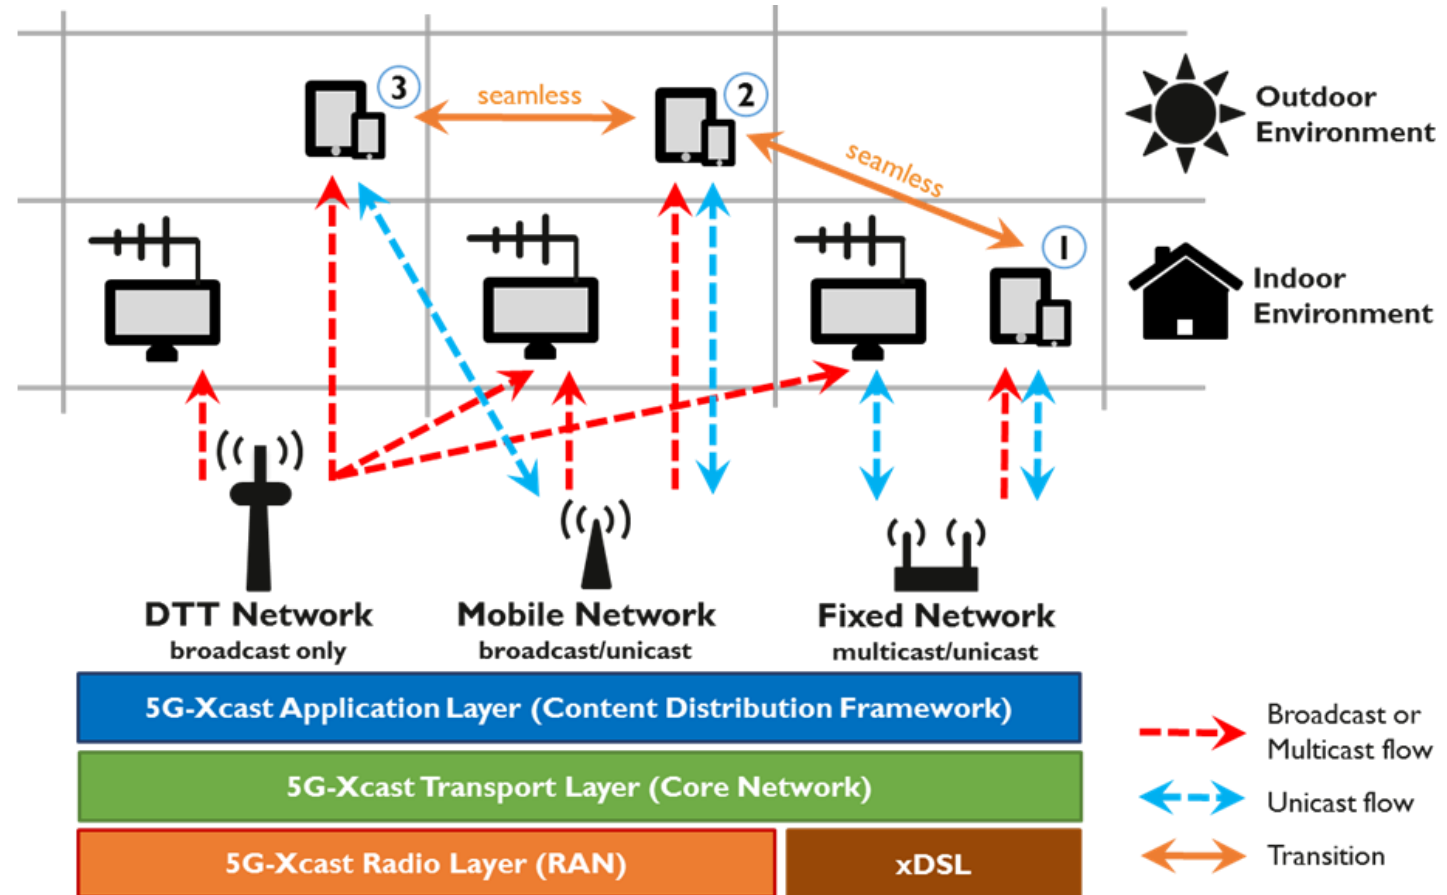 3
seamless
2
seamless
1
Outdoor
Environment
Indoor
Environment
DTT Network
broadcast only
Mobile Network
broadcast/unicast
Fixed Network
multicast/unicast
5G-Xcast Application Layer (Content Distribution Framework)
5G-Xcast Transport Layer (Core Network)
5G-Xcast Radio Layer (RAN)
xDSL
Broadcast or
Multicast flow
Unicast flow
Transition